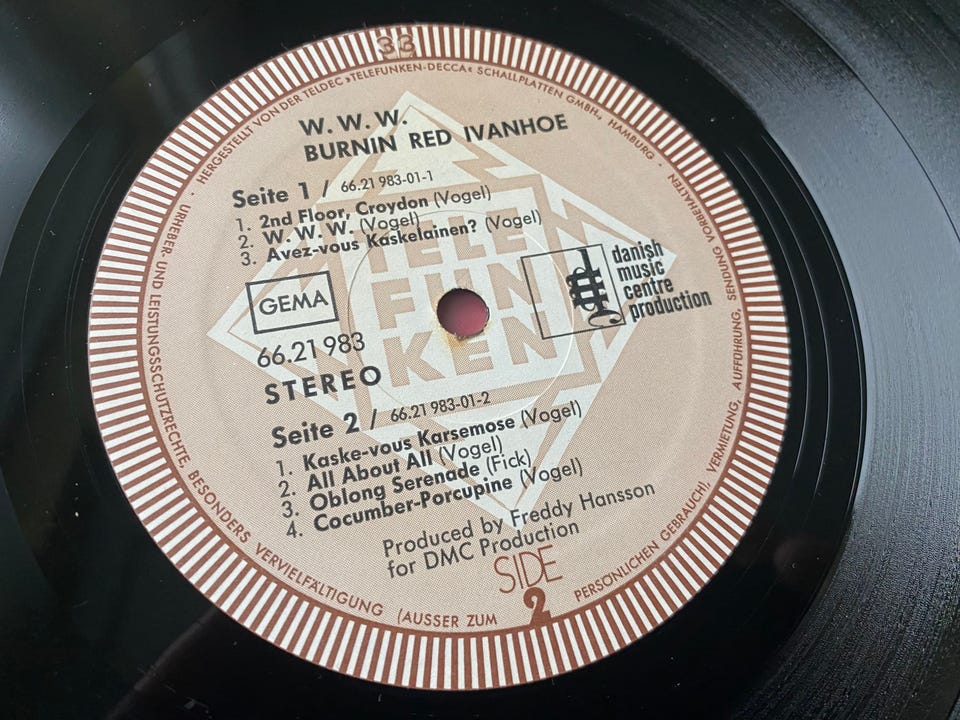 33
HERGESTELLT VON DER TELDEC »TELEFUNKEN-DECCA« SCHALLPLATTEN GMBH., HAMBURG ·
W. W. W.
BURNIN RED IVANHOE
Seite 1 / 66.21 983-01-1
1. 2nd Floor, Croydon (Vogel)
2. W. W. W. (Vogel)
3. Avez-vous Kaskelainen? (Vogel)
TELE
FUN
KEN
GEMA
danish
music
centre
production
66.21 983
STEREO
Seite 2 / 66.21 983-01-2
1. Kaske-vous Karsemose (Vogel)
2. All About All (Vogel)
3. Oblong Serenade (Fick)
4. Cocumber-Porcupine (Vogel)
Produced by Freddy Hansson
for DMC Production
SIDE
2
· URHEBER- UND LEISTUNGSSCHUTZRECHTE, BESONDERS VERVIELFÄLTIGUNG (AUSSER ZUM PERSÖNLICHEN GEBRAUCH), VERMIETUNG, AUFFÜHRUNG, SENDUNG VORBEHALTEN